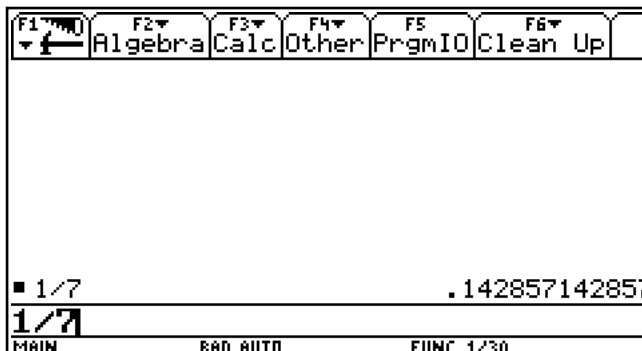 F1 F2 F3 F4 F5 F6
Algebra Calc Other PrgmIO Clean Up
1/7 .142857142857
1/7
MAIN RAD AUTO FUNC 1/30